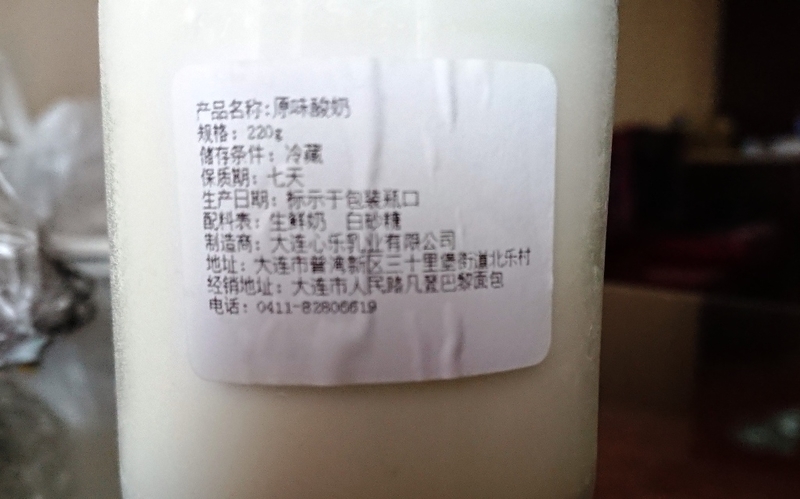 产品名称:原味酸奶
规格: 220g
储存条件: 冷藏
保质期: 七天
生产日期: 标示于包装瓶口
配料表: 生鲜奶 白砂糖
制造商: 大连心乐乳业有限公司
地址: 大连市普湾新区三十里堡街道北乐村
经销地址: 大连市人民路凡登巴黎面包
电话: 0411-82806619